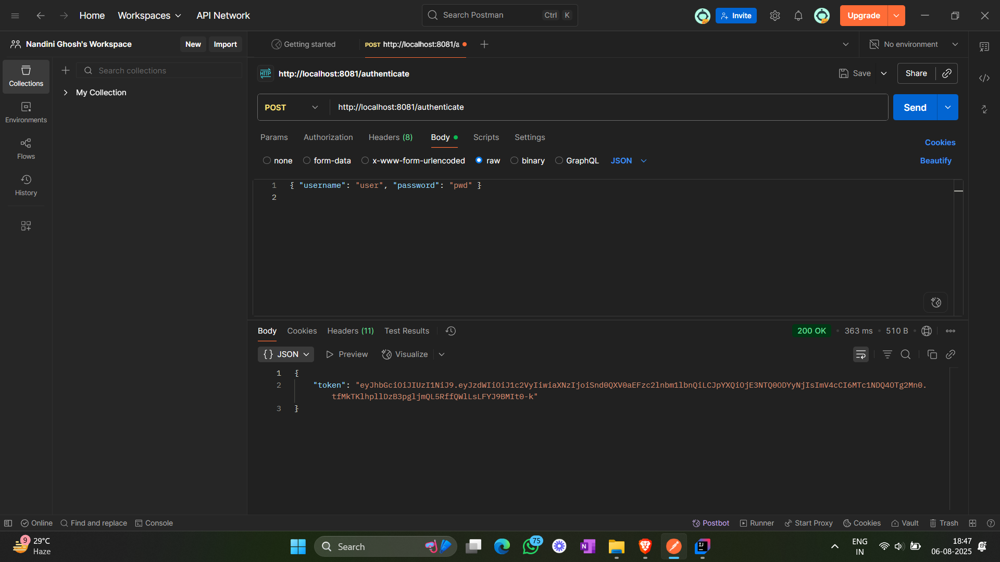 Home Workspaces API Network Search Postman Ctrl K Invite Upgrade
Nandini Ghosh's Workspace New Import Getting started POST http://localhost:8081/a No environment
Collections Search collections HTTP http://localhost:8081/authenticate Save Share
My Collection
POST http://localhost:8081/authenticate Send
Environments
Params Authorization Headers (8) Body Scripts Settings Cookies
Flows
none form-data x-www-form-urlencoded raw binary GraphQL JSON Beautify
History
1 { "username": "user", "password": "pwd" }
2
Body Cookies Headers (11) Test Results 200 OK • 363 ms • 510 B •
{} JSON Preview Visualize
1 {
2 "token": "eyJhbGciOiJIUzI1NiJ9.eyJzdWIiOiJ1c2VyIiwiaXNzIjoiSnd0QXV0aEFzc2lnbm1lbnQiLCJpYXQiOjE3NTQ0ODYyNjIsImV4cCI6MTc1NDQ4OTg2Mn0.
tfMkTKlhpllDzB3pgljmQL5RffQWlLsLFYJ9BMIt0-k"
3 }
Online Find and replace Console Postbot Runner Start Proxy Cookies Vault Trash
9 29°C Search 75 ENG 18:47
Haze IN 06-08-2025